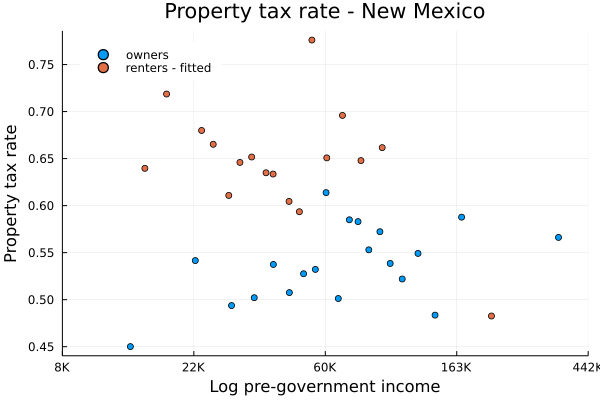 Property tax rate - New Mexico
owners
renters - fitted
0.75
0.70
0.65
0.60
0.55
0.50
0.45
8K 22K 60K 163K 442K
Log pre-government income
Property tax rate